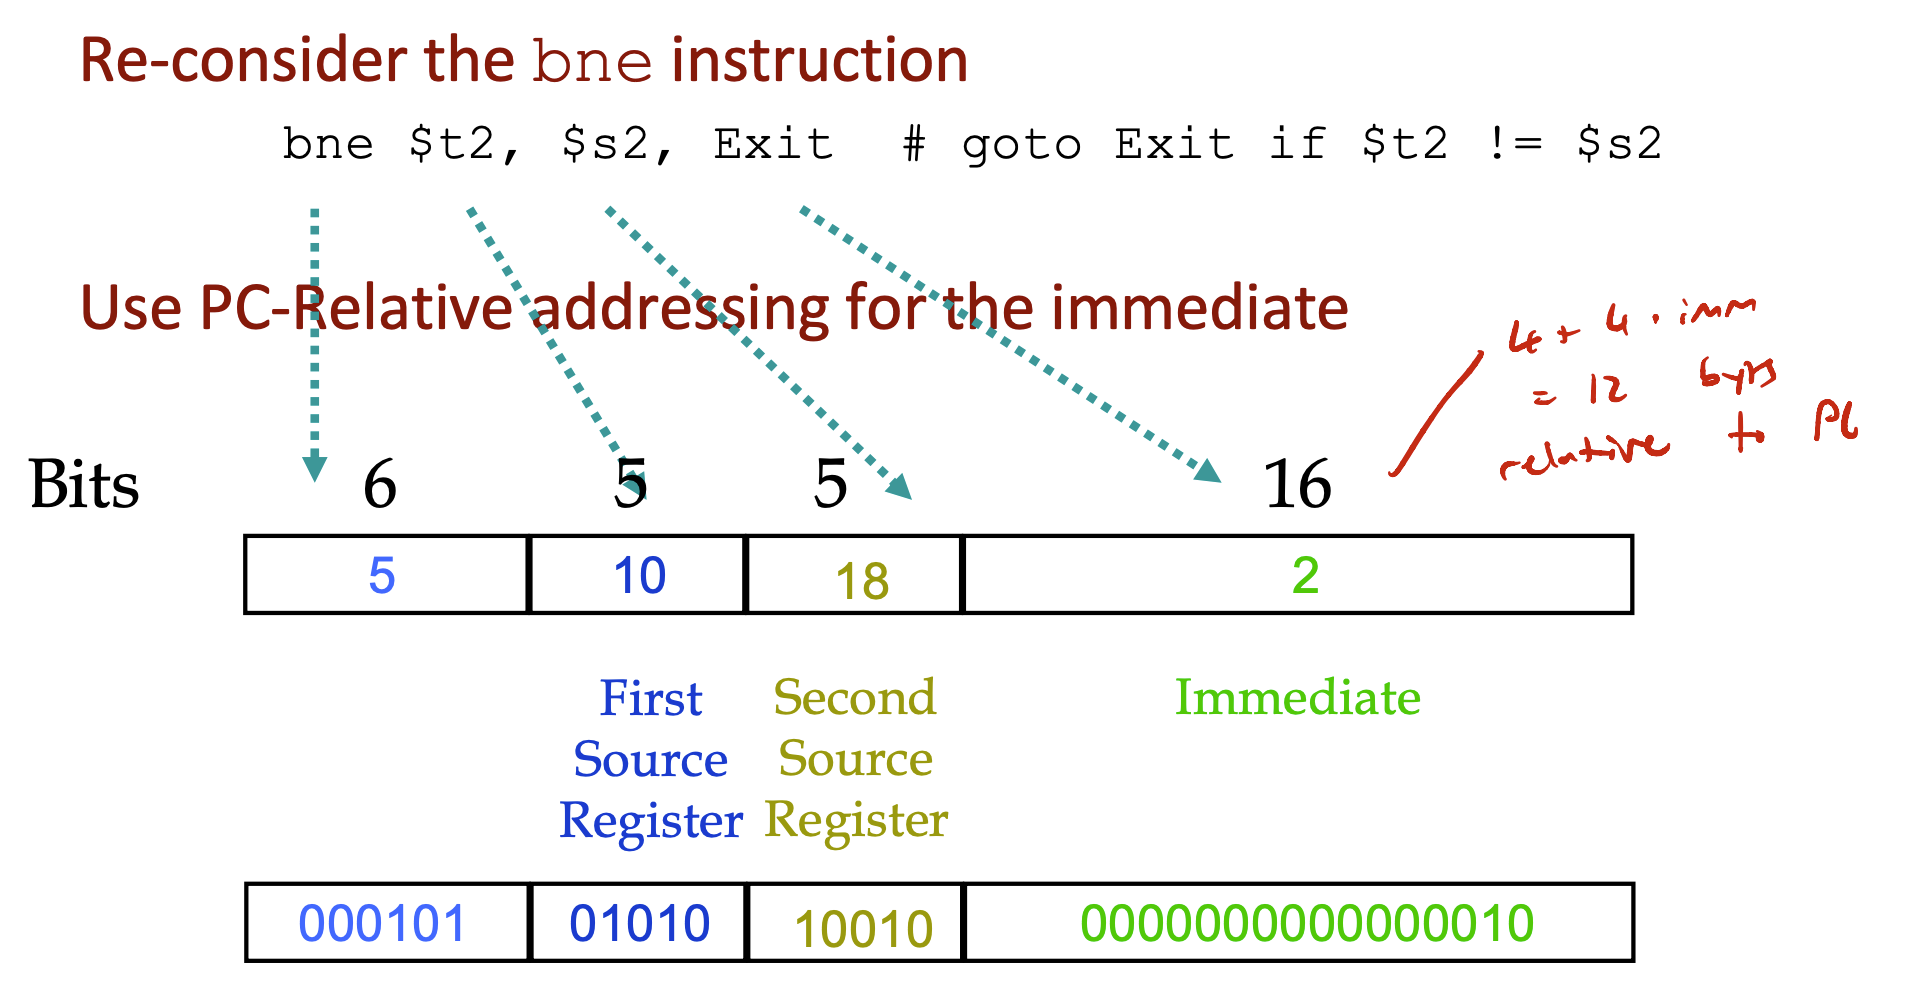 Re-consider the bne instruction
bne $t2, $s2, Exit # goto Exit if $t2 != $s2
Use PC-Relative addressing for the immediate
4 + 4 · imm
= 12 byts
relative to PC
Bits 6 5 5 16
5 10 18 2
First Second Immediate
Source Source
Register Register
000101 01010 10010 0000000000000010